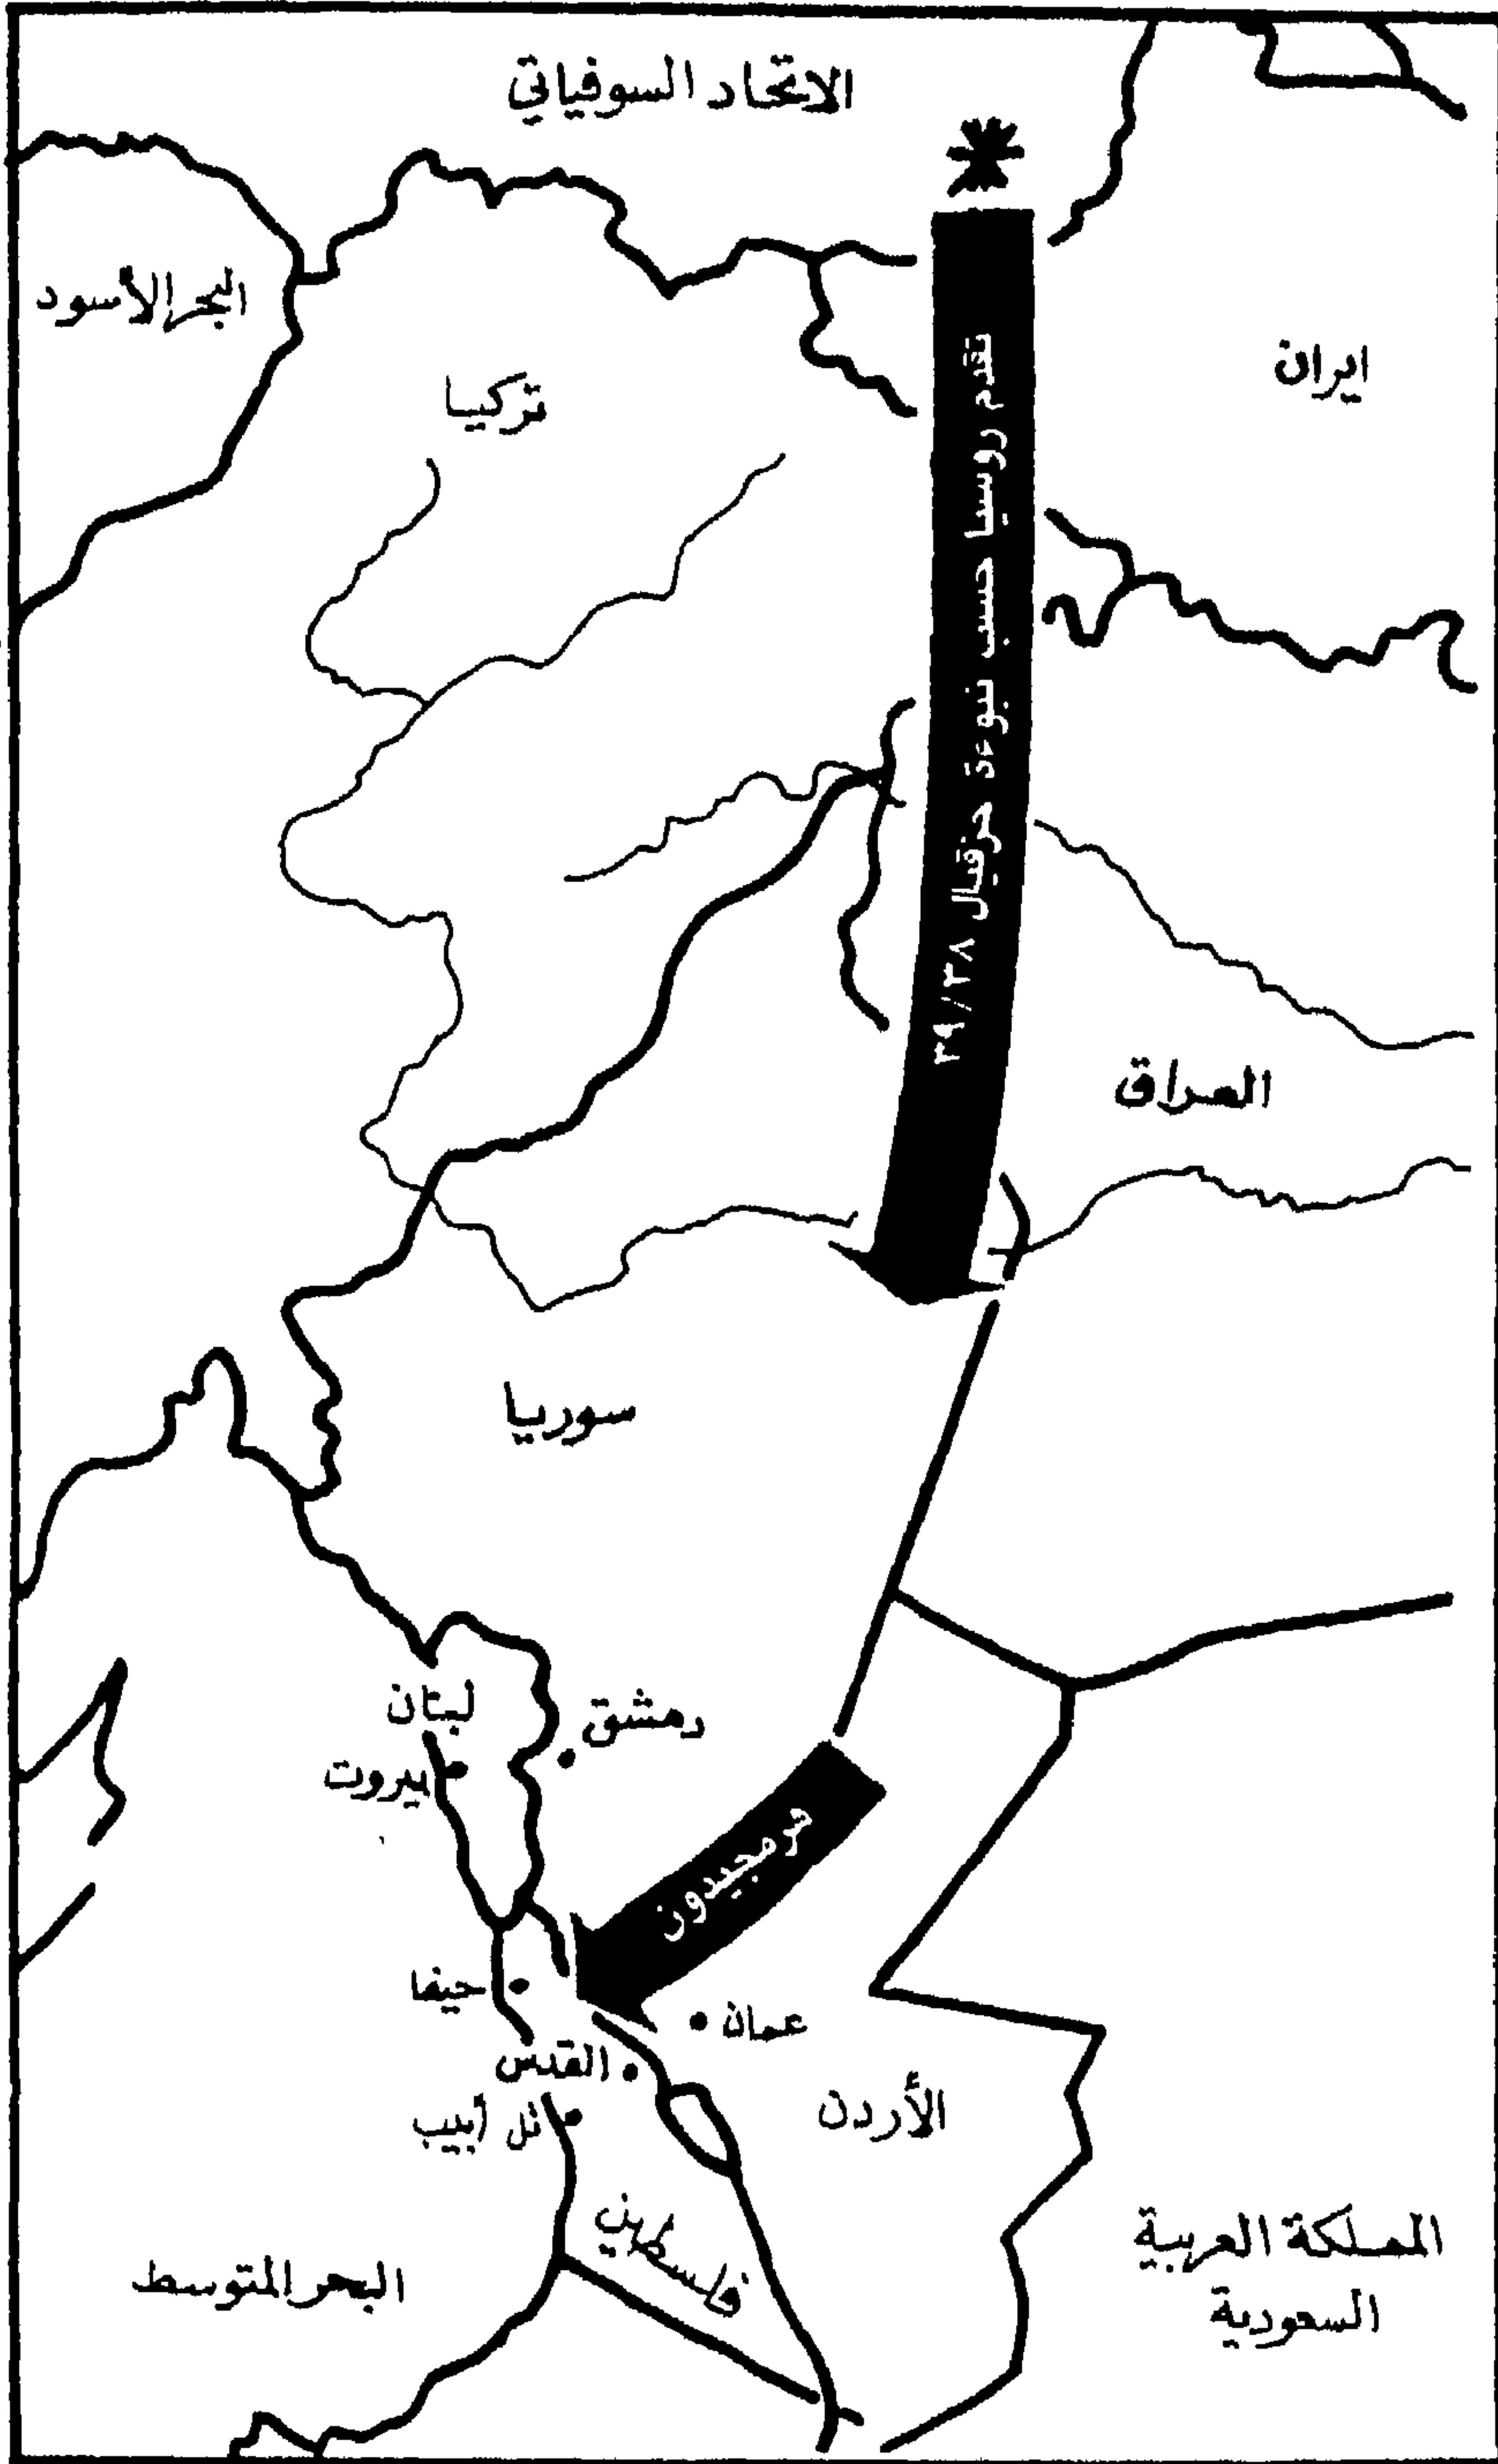 الاتحاد السوفياتي
البحر الأسود
تركيا
ايران
تقدم روسيا حسب نبوءة حزقيال ٣٨ / ٣٩
العراق
سوريا
لبنان
دمشق
بيروت
هرمجيدون
حيفا
عمان
القدس
تل أبيب
الأردن
فلسطين
المملكة العربية
السعودية
البحر المتوسط